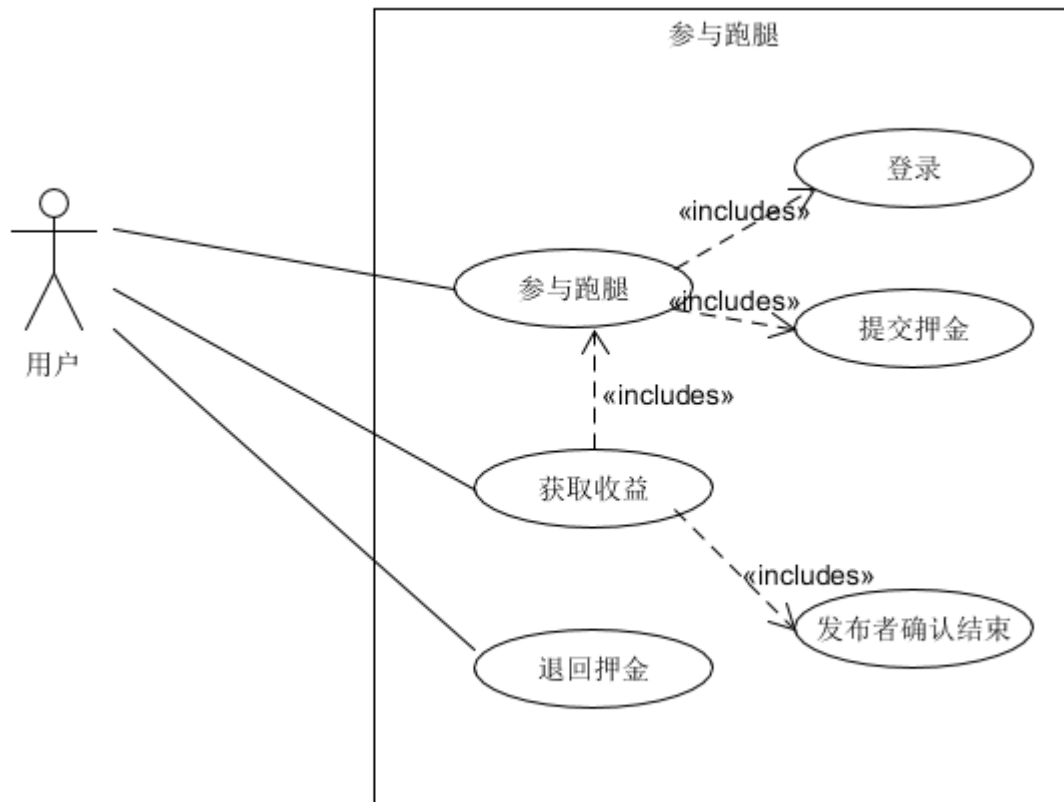 参与跑腿
登录
«includes»
参与跑腿
«includes»
提交押金
用户
«includes»
获取收益
«includes»
发布者确认结束
退回押金